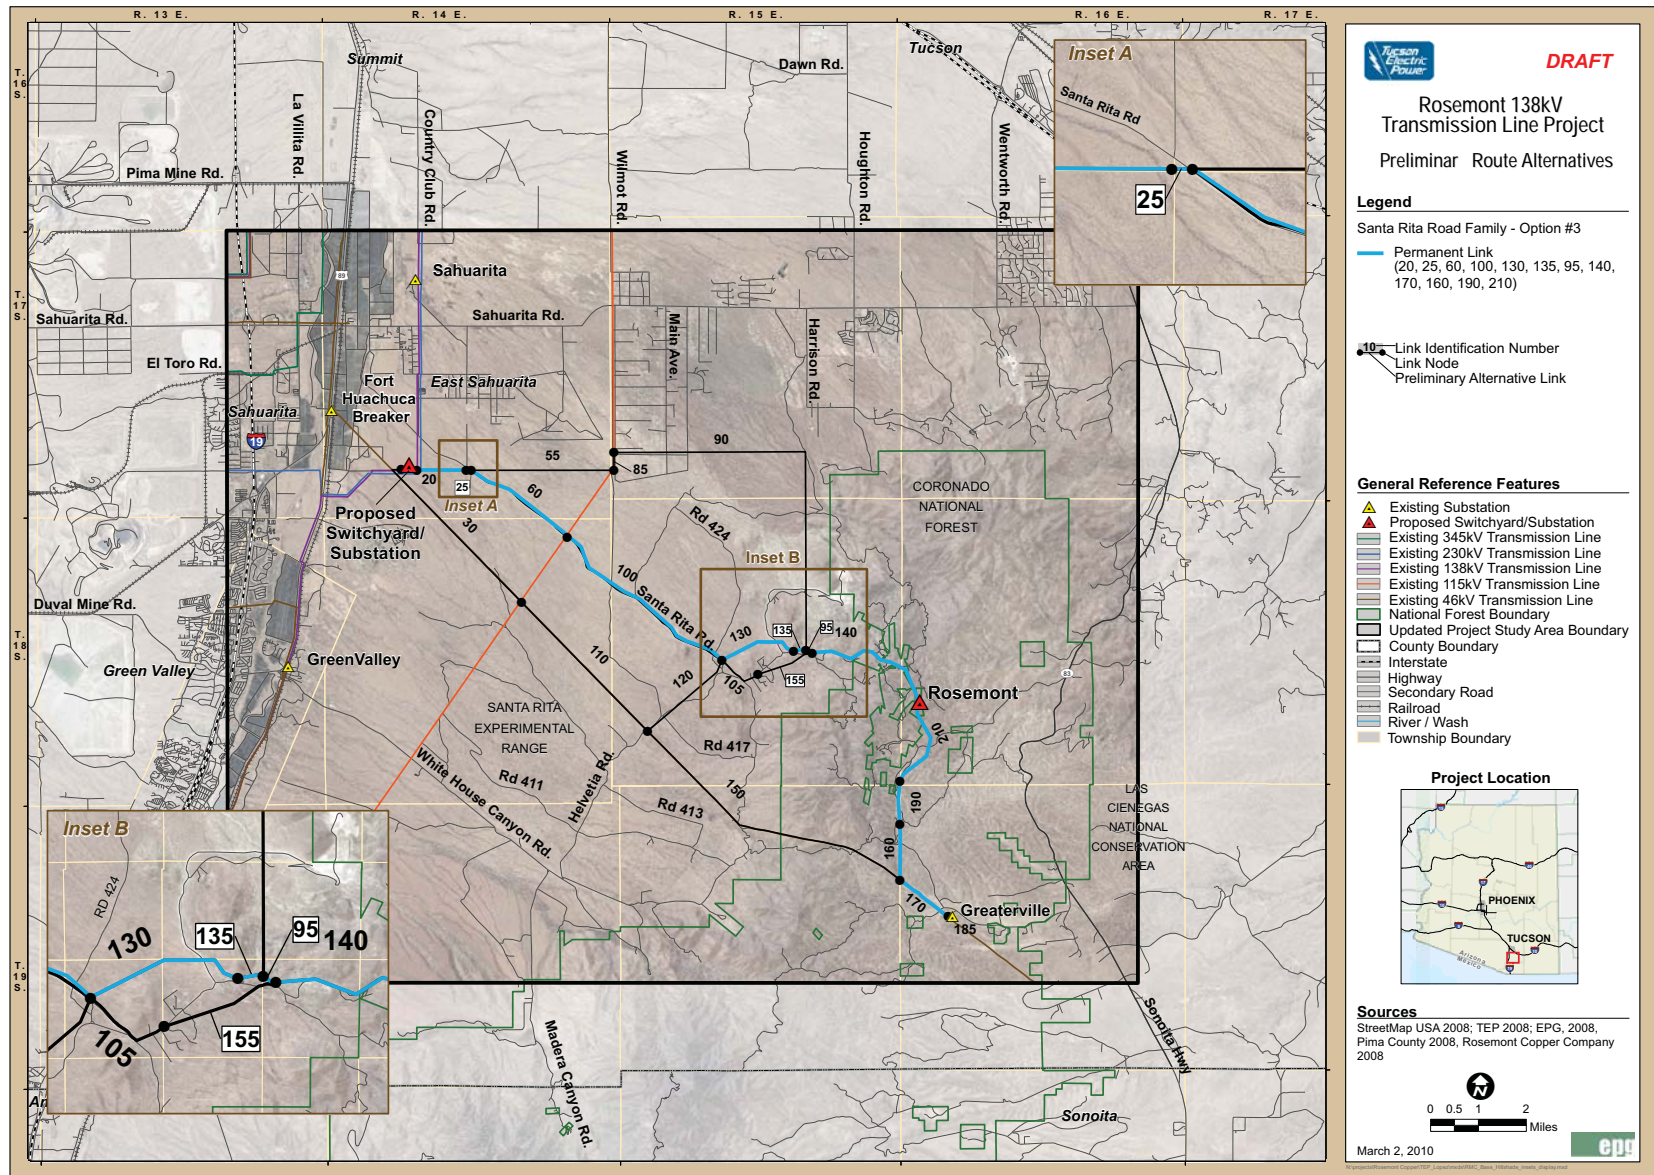 R. 13 E.
R. 14 E.
R. 15 E.
R. 16 E.
R. 17 E.
T. 16 S.
T. 17 S.
T. 18 S.
T. 19 S.
Summit
Tucson
Dawn Rd.
La Villita Rd.
Country Club Rd.
Wilmot Rd.
Houghton Rd.
Wentworth Rd.
Pima Mine Rd.
Inset A
Santa Rita Rd
25
89
Sahuarita
Sahuarita Rd.
Sahuarita Rd.
Main Ave.
Harrison Rd.
El Toro Rd.
Fort
Huachuca
Breaker
East Sahuarita
Sahuarita
19
90
55
85
20
25
60
Inset A
30
Proposed
Switchyard/
Substation
CORONADO
NATIONAL
FOREST
Rd 424
Inset B
100
Santa Rita Rd.
Duval Mine Rd.
130
135
95
140
Green Valley
GreenValley
110
120
105
155
83
Rosemont
SANTA RITA
EXPERIMENTAL
RANGE
210
Rd 417
White House Canyon Rd.
Rd 411
Helvetia Rd.
150
Rd 413
190
LAS
CIENEGAS
NATIONAL
CONSERVATION
AREA
160
170
Greaterville
185
Inset B
RD 424
130
135
95
140
105
155
Madera Canyon Rd.
Sonoita Hwy
Sonoita
Tucson
Electric
Power
DRAFT
Rosemont 138kV
Transmission Line Project
Preliminar Route Alternatives
Legend
Santa Rita Road Family - Option #3
Permanent Link
(20, 25, 60, 100, 130, 135, 95, 140,
170, 160, 190, 210)
10
Link Identification Number
Link Node
Preliminary Alternative Link
General Reference Features
Existing Substation
Proposed Switchyard/Substation
Existing 345kV Transmission Line
Existing 230kV Transmission Line
Existing 138kV Transmission Line
Existing 115kV Transmission Line
Existing 46kV Transmission Line
National Forest Boundary
Updated Project Study Area Boundary
County Boundary
Interstate
Highway
Secondary Road
Railroad
River / Wash
Township Boundary
Project Location
PHOENIX
TUCSON
Arizona
Mexico
Sources
StreetMap USA 2008; TEP 2008; EPG, 2008,
Pima County 2008, Rosemont Copper Company
2008
N
0 0.5 1 2
Miles
March 2, 2010
epg